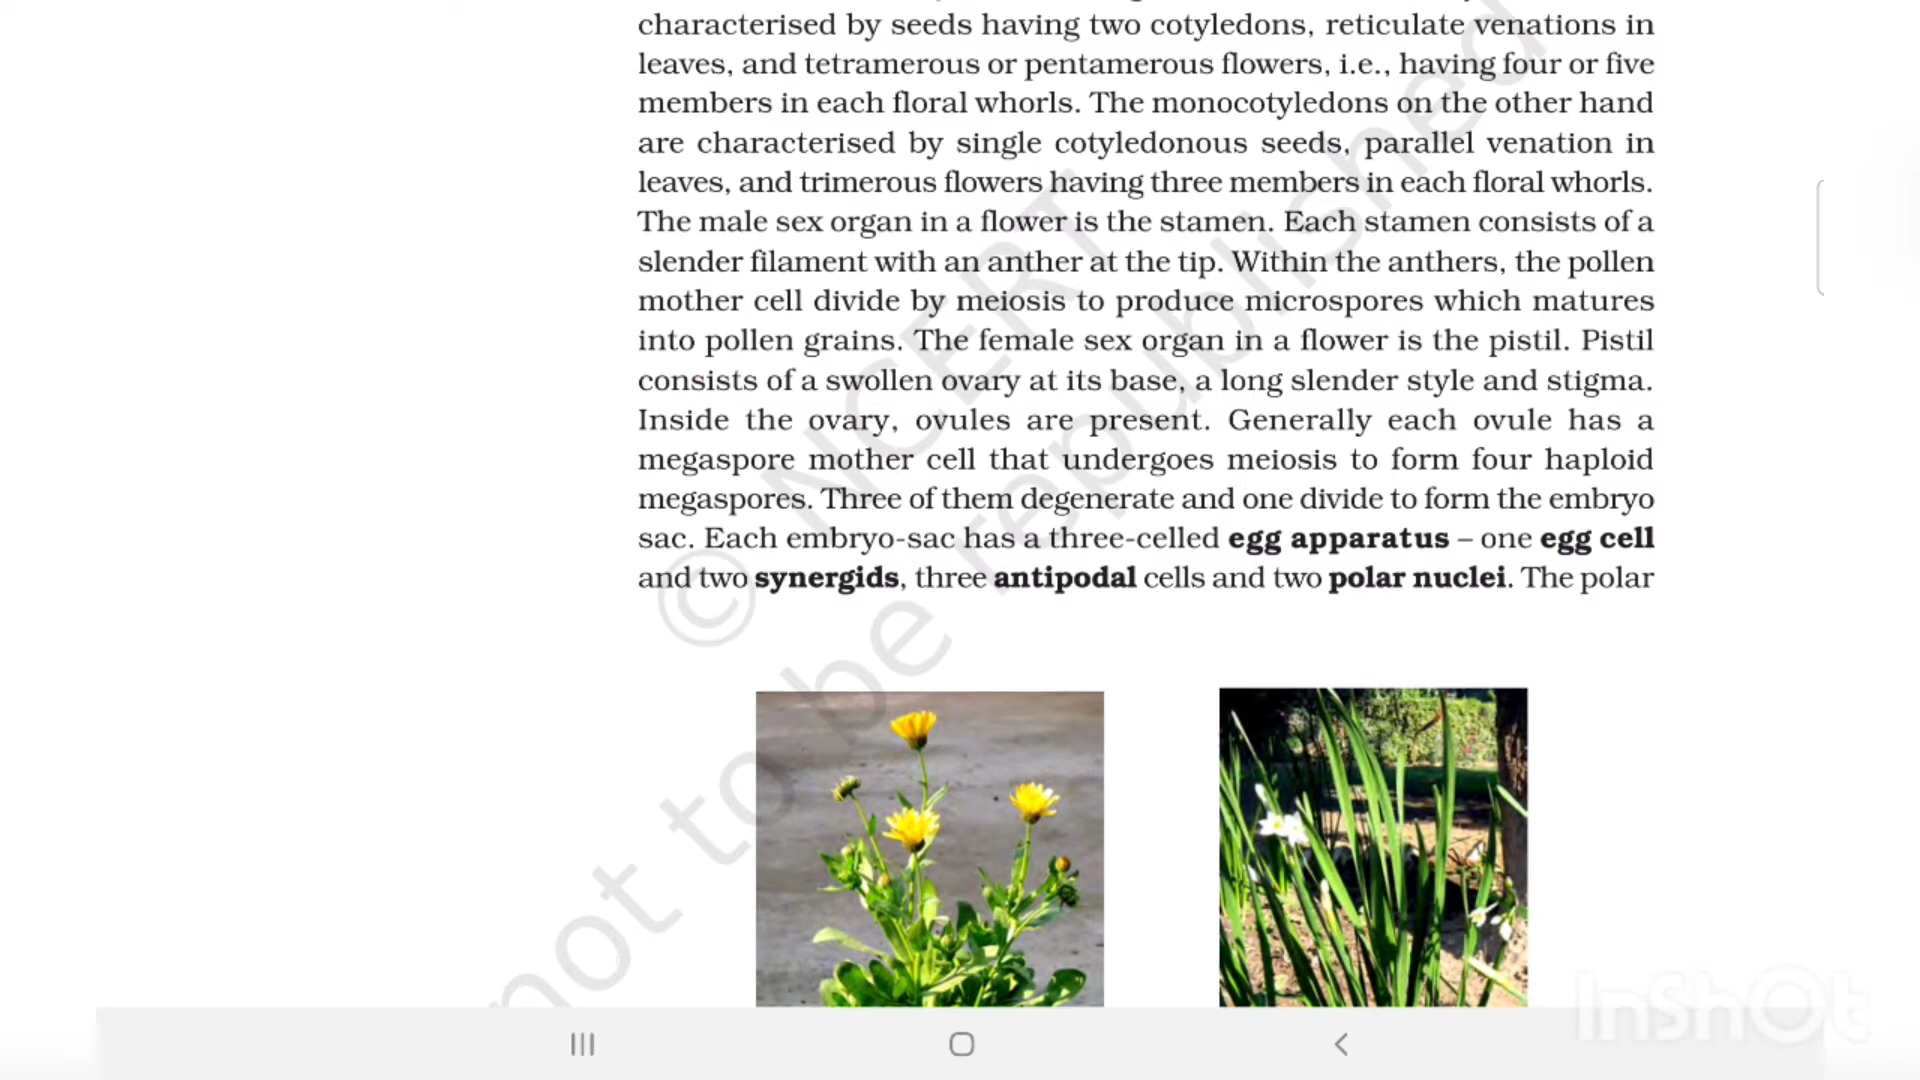 characterised by seeds having two cotyledons, reticulate venations in
leaves, and tetramerous or pentamerous flowers, i.e., having four or five
members in each floral whorls. The monocotyledons on the other hand
are characterised by single cotyledonous seeds, parallel venation in
leaves, and trimerous flowers having three members in each floral whorls.
The male sex organ in a flower is the stamen. Each stamen consists of a
slender filament with an anther at the tip. Within the anthers, the pollen
mother cell divide by meiosis to produce microspores which matures
into pollen grains. The female sex organ in a flower is the pistil. Pistil
consists of a swollen ovary at its base, a long slender style and stigma.
Inside the ovary, ovules are present. Generally each ovule has a
megaspore mother cell that undergoes meiosis to form four haploid
megaspores. Three of them degenerate and one divide to form the embryo
sac. Each embryo-sac has a three-celled egg apparatus – one egg cell
and two synergids, three antipodal cells and two polar nuclei. The polar
© NCERT
not to be republished
InShOt